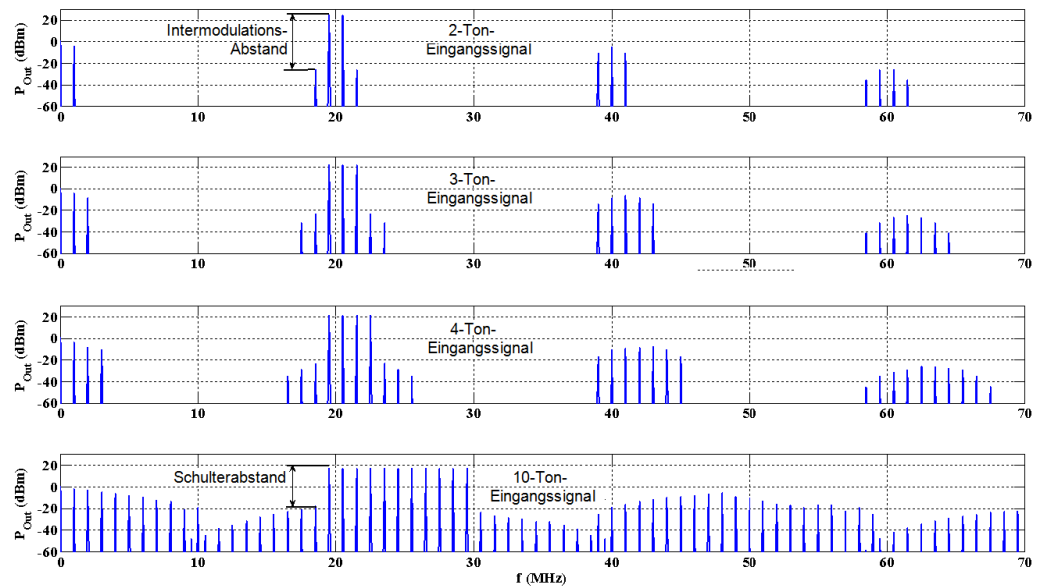 20
0
-20
-40
-60
P_Out (dBm)
Intermodulations-
Abstand
2-Ton-
Eingangssignal
0 10 20 30 40 50 60 70
20
0
-20
-40
-60
P_Out (dBm)
3-Ton-
Eingangssignal
0 10 20 30 40 50 60 70
20
0
-20
-40
-60
P_Out (dBm)
4-Ton-
Eingangssignal
0 10 20 30 40 50 60 70
20
0
-20
-40
-60
P_Out (dBm)
Schulterabstand
10-Ton-
Eingangssignal
0 10 20 30 40 50 60 70
f (MHz)